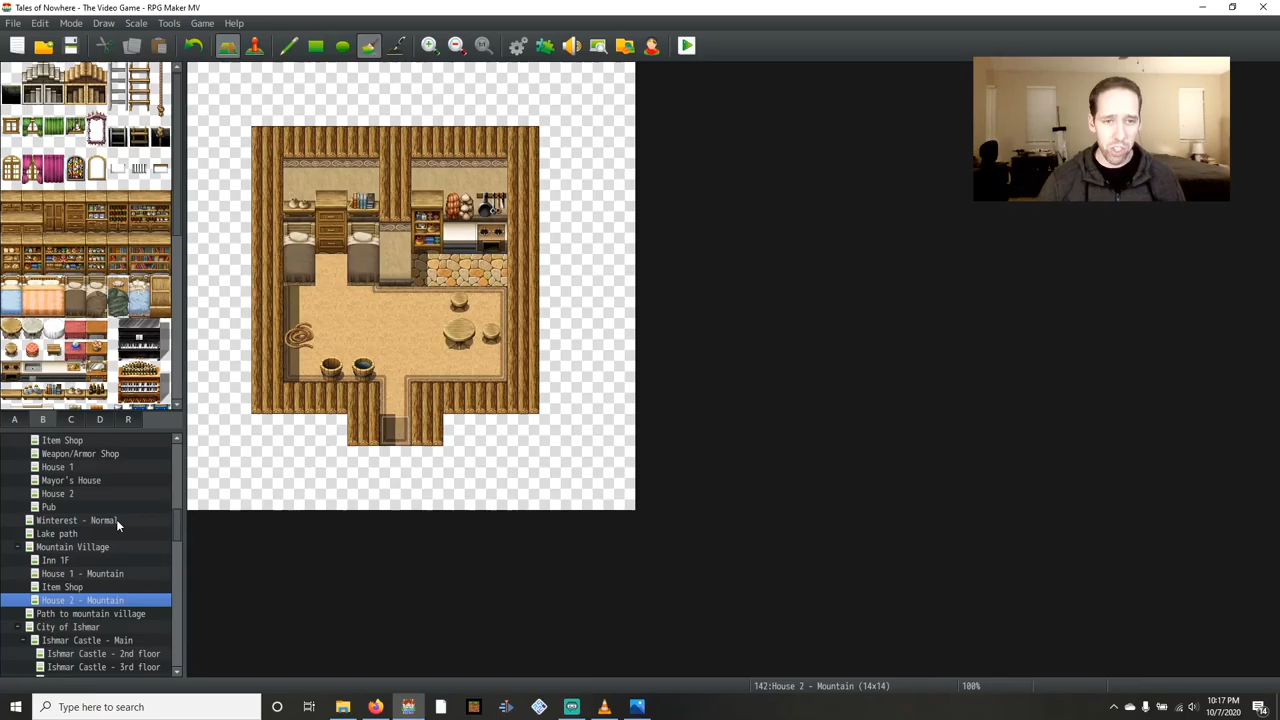 Tales of Nowhere - The Video Game - RPG Maker MV
File Edit Mode Draw Scale Tools Game Help
A B C D R
Item Shop
Weapon/Armor Shop
House 1
Mayor's House
House 2
Pub
Winterest - Normal
Lake path
Mountain Village
Inn 1F
House 1 - Mountain
Item Shop
House 2 - Mountain
Path to mountain village
City of Ishmar
Ishmar Castle - Main
Ishmar Castle - 2nd floor
Ishmar Castle - 3rd floor
142:House 2 - Mountain (14x14) 100%
Type here to search
10:17 PM
10/7/2020